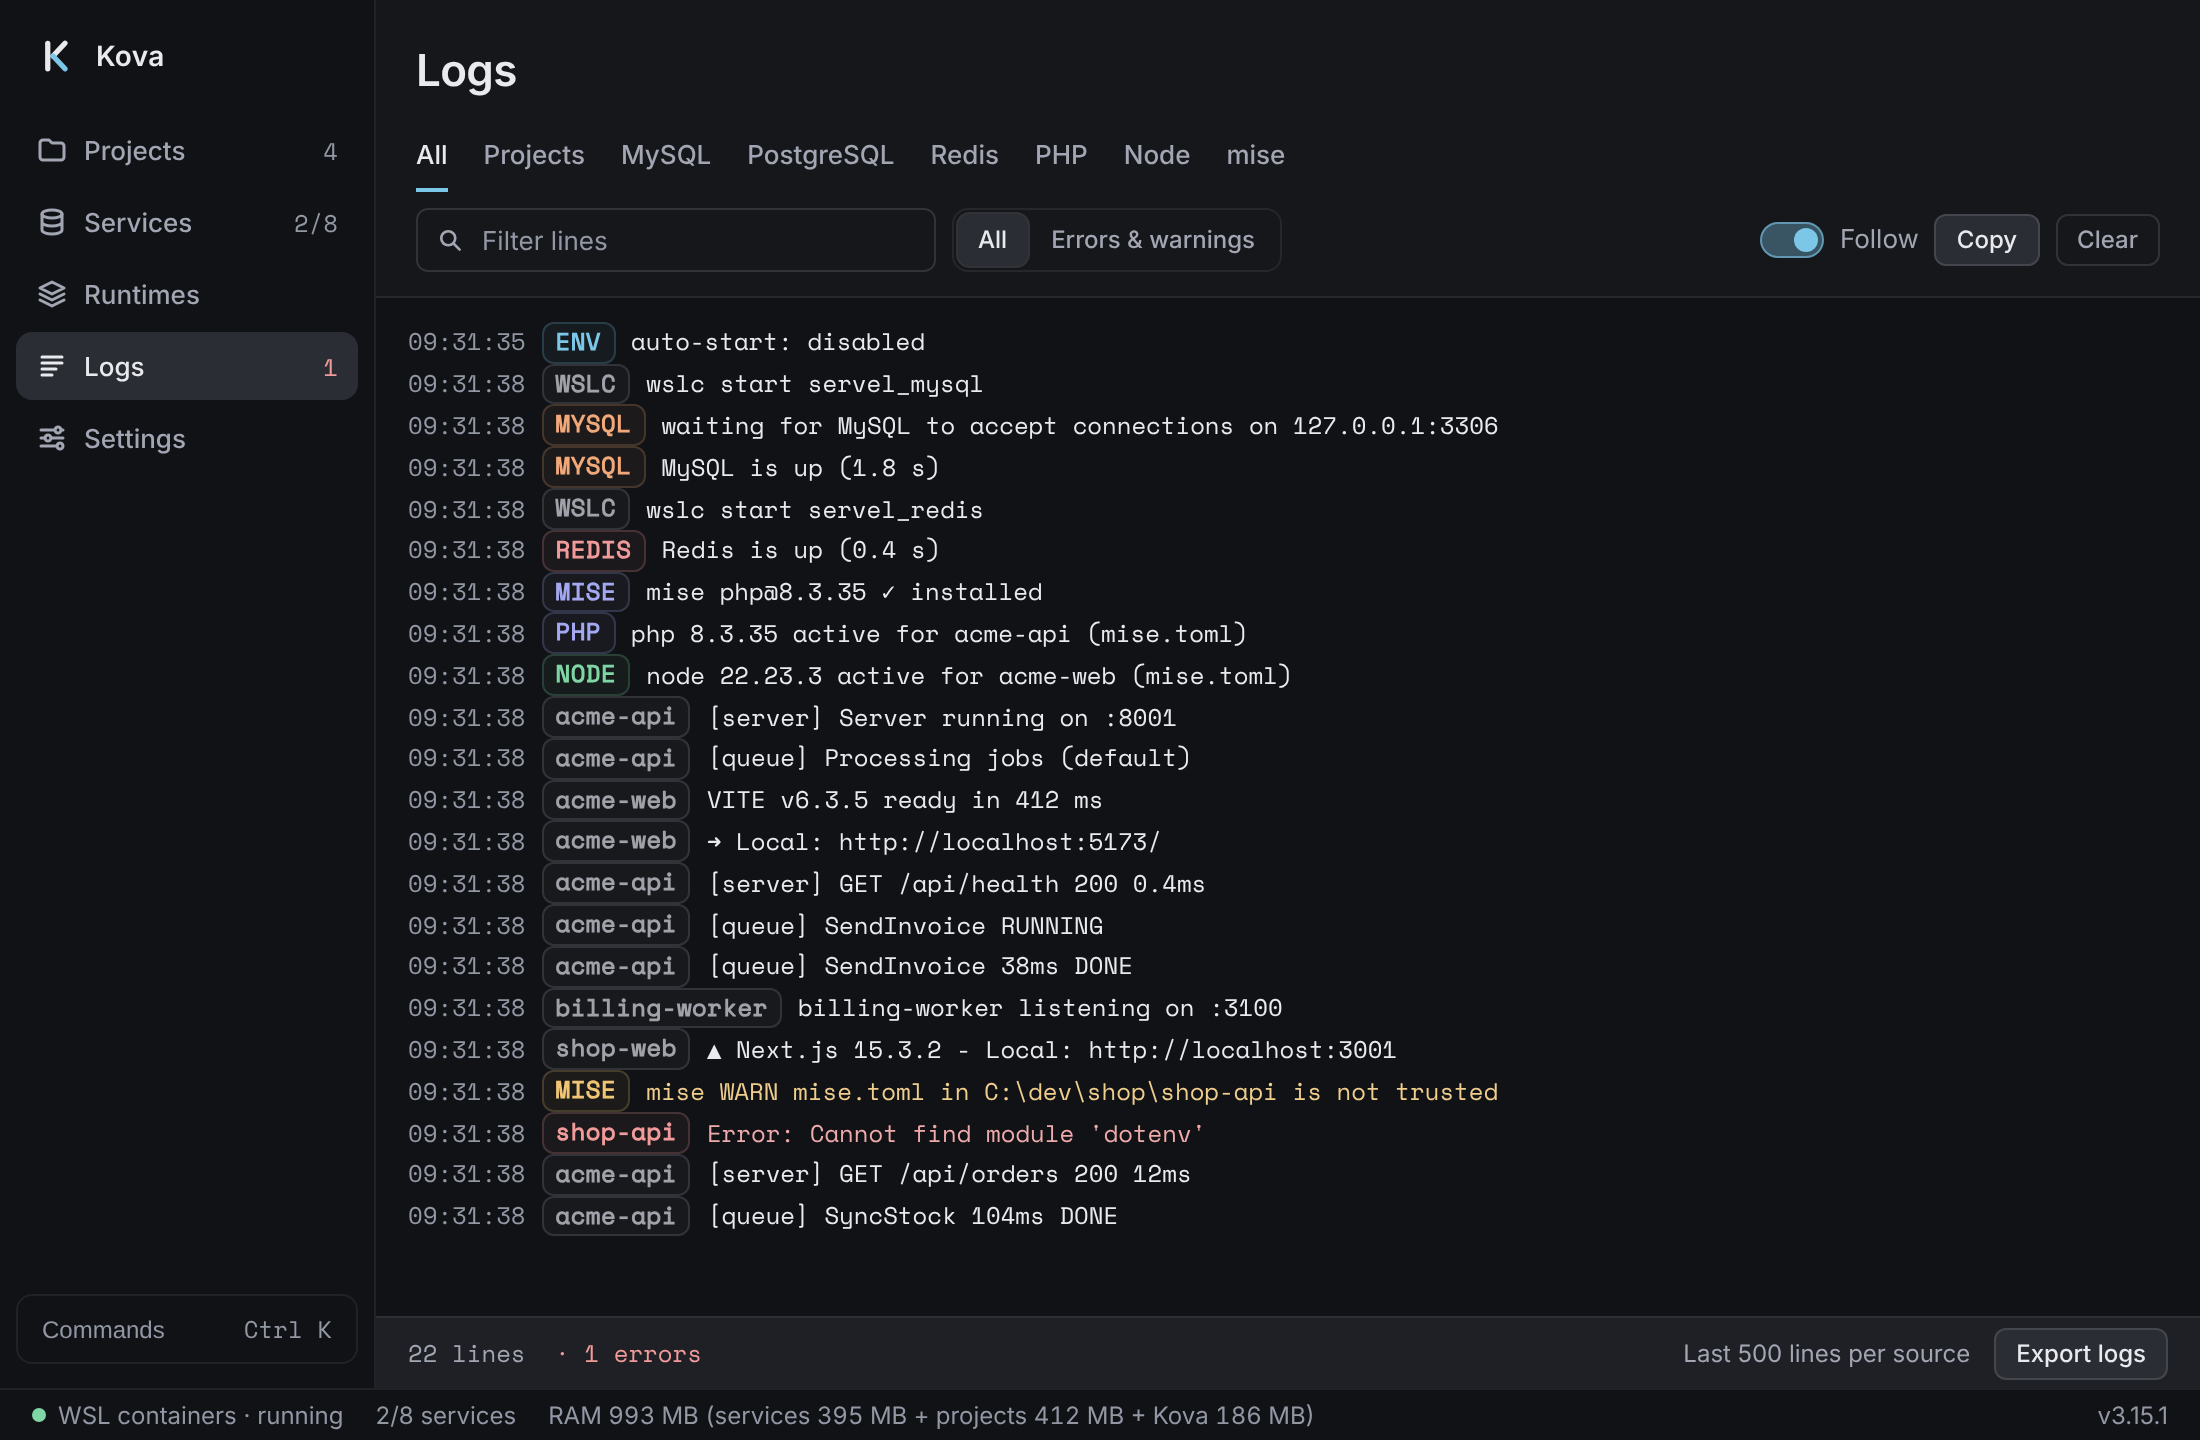 Kova
Projects 4
Services 2/8
Runtimes
Logs 1
Settings
Commands Ctrl K
Logs
All Projects MySQL PostgreSQL Redis PHP Node mise
Filter lines All Errors & warnings Follow Copy Clear
09:31:35 ENV auto-start: disabled
09:31:38 WSLC wslc start servel_mysql
09:31:38 MYSQL waiting for MySQL to accept connections on 127.0.0.1:3306
09:31:38 MYSQL MySQL is up (1.8 s)
09:31:38 WSLC wslc start servel_redis
09:31:38 REDIS Redis is up (0.4 s)
09:31:38 MISE mise php@8.3.35 ✓ installed
09:31:38 PHP php 8.3.35 active for acme-api (mise.toml)
09:31:38 NODE node 22.23.3 active for acme-web (mise.toml)
09:31:38 acme-api [server] Server running on :8001
09:31:38 acme-api [queue] Processing jobs (default)
09:31:38 acme-web VITE v6.3.5 ready in 412 ms
09:31:38 acme-web → Local: http://localhost:5173/
09:31:38 acme-api [server] GET /api/health 200 0.4ms
09:31:38 acme-api [queue] SendInvoice RUNNING
09:31:38 acme-api [queue] SendInvoice 38ms DONE
09:31:38 billing-worker billing-worker listening on :3100
09:31:38 shop-web ▲ Next.js 15.3.2 - Local: http://localhost:3001
09:31:38 MISE mise WARN mise.toml in C:\dev\shop\shop-api is not trusted
09:31:38 shop-api Error: Cannot find module 'dotenv'
09:31:38 acme-api [server] GET /api/orders 200 12ms
09:31:38 acme-api [queue] SyncStock 104ms DONE
22 lines · 1 errors Last 500 lines per source Export logs
WSL containers · running 2/8 services RAM 993 MB (services 395 MB + projects 412 MB + Kova 186 MB) v3.15.1